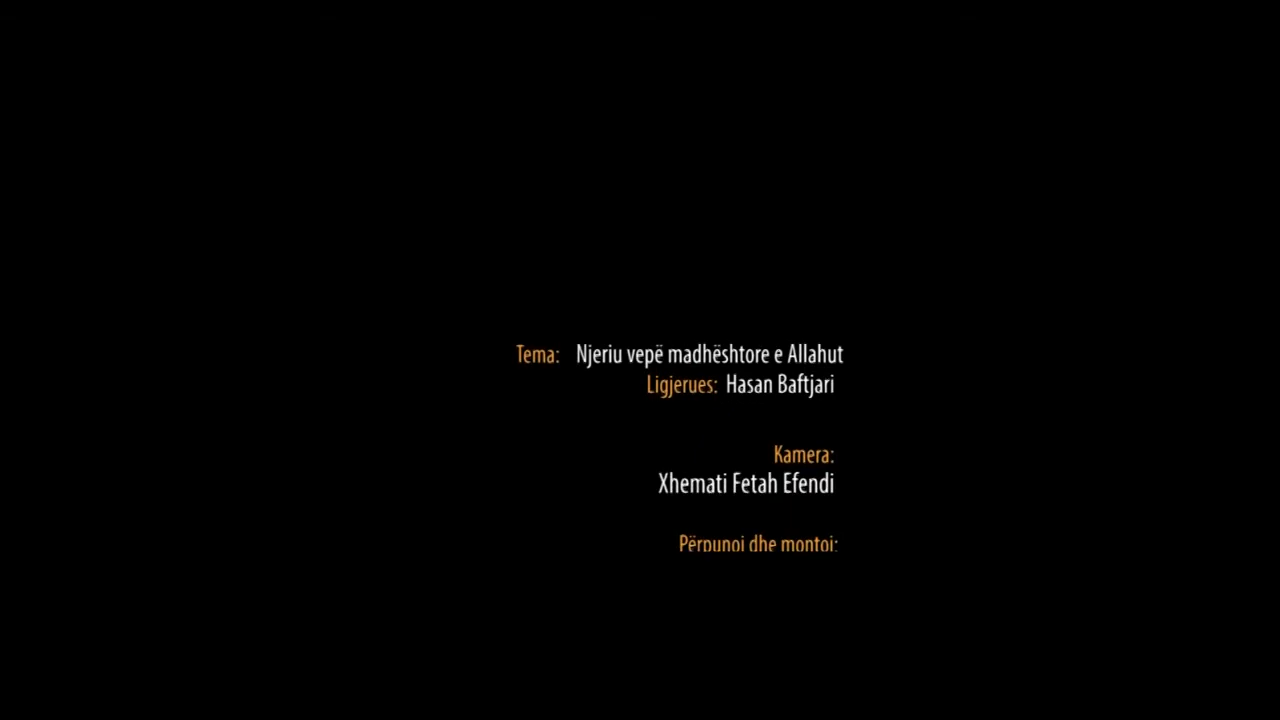 Tema: Njeriu vepë madhështore e Allahut
Ligjerues: Hasan Baftjari
Kamera:
Xhemati Fetah Efendi
Përpunoi dhe montoi: